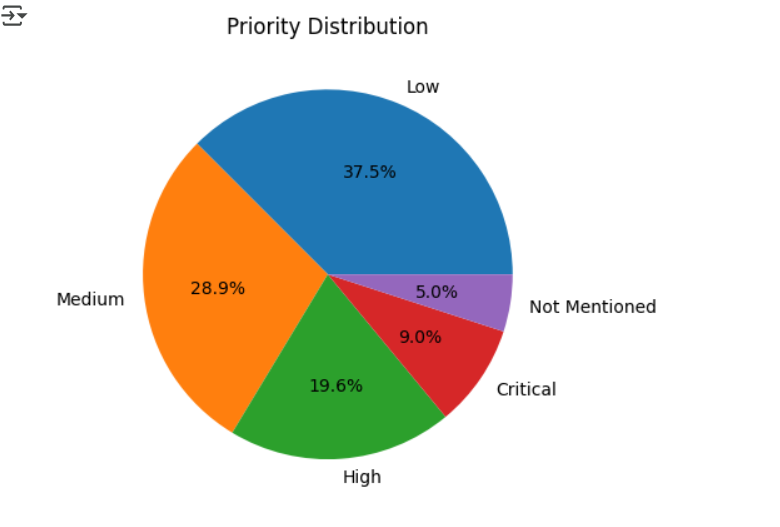 Priority Distribution
Low
37.5%
Medium
28.9%
5.0%
Not Mentioned
9.0%
Critical
19.6%
High